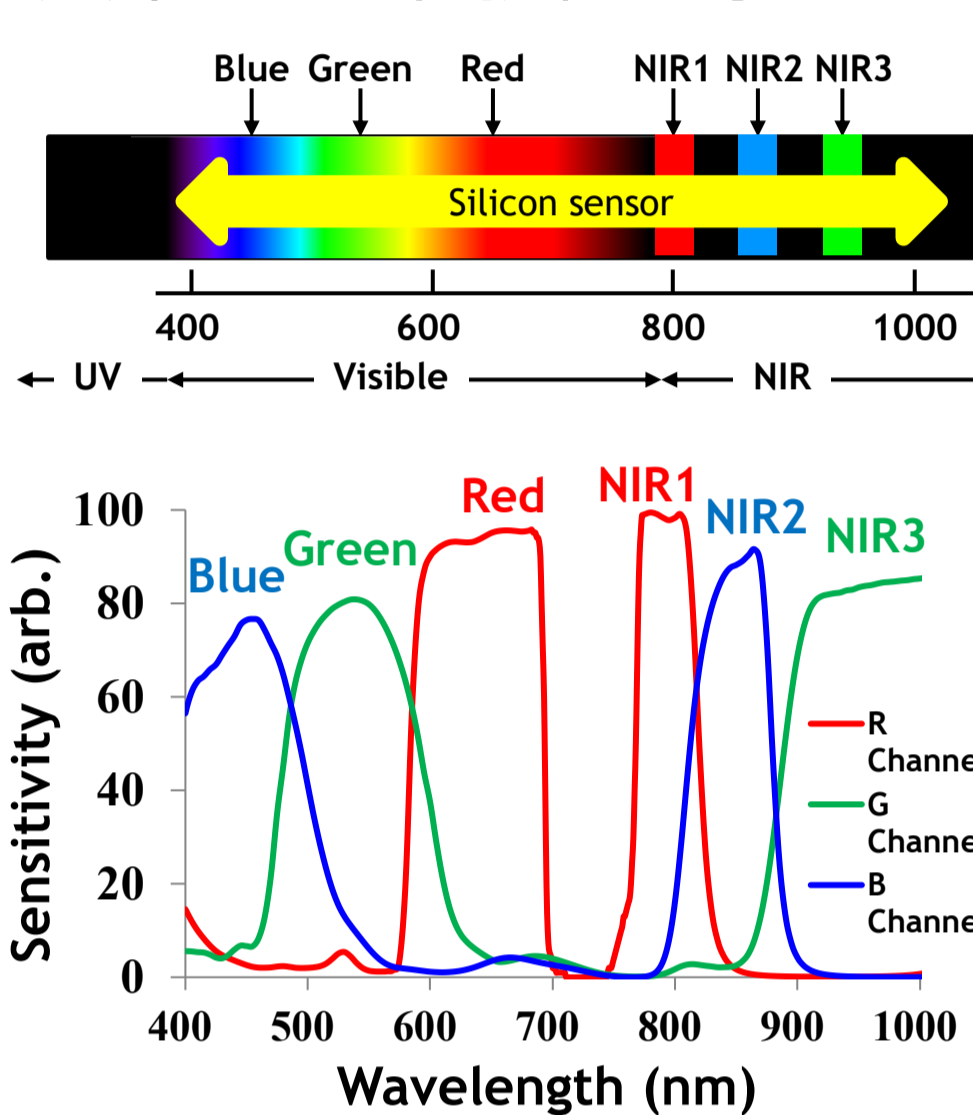 Blue Green Red NIR1 NIR2 NIR3
Silicon sensor
400 600 800 1000
UV Visible NIR
Red NIR1
NIR2
Green NIR3
Blue
Sensitivity (arb.)
100
80
60
40
20
0
R
Channe
G
Channe
B
Channe
400 500 600 700 800 900 1000
Wavelength (nm)